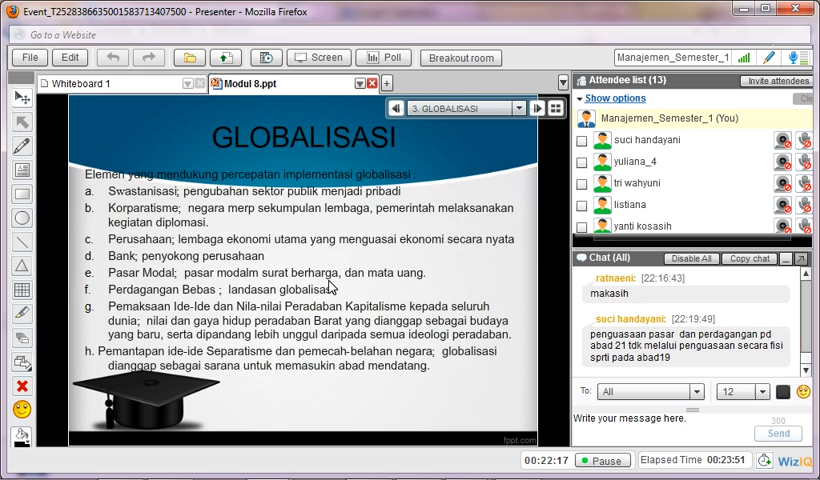 Event_T2528386635001583713407500 - Presenter - Mozilla Firefox
Go to a Website
File
Edit
Screen
Poll
Breakout room
Manajemen_Semester_1
Whiteboard 1
Modul 8.ppt
3. GLOBALISASI
GLOBALISASI
Elemen yang mendukung percepatan implementasi globalisasi :
a. Swastanisasi; pengubahan sektor publik menjadi pribadi
b. Korparatisme; negara merp sekumpulan lembaga, pemerintah melaksanakan
kegiatan diplomasi.
c. Perusahaan; lembaga ekonomi utama yang menguasai ekonomi secara nyata
d. Bank; penyokong perusahaan
e. Pasar Modal; pasar modalm surat berharga, dan mata uang.
f. Perdagangan Bebas ; landasan globalisasi
g. Pemaksaan Ide-Ide dan Nila-nilai Peradaban Kapitalisme kepada seluruh
dunia; nilai dan gaya hidup peradaban Barat yang dianggap sebagai budaya
yang baru, serta dipandang lebih unggul daripada semua ideologi peradaban.
h. Pemantapan ide-ide Separatisme dan pemecah-belahan negara; globalisasi
dianggap sebagai sarana untuk memasukin abad mendatang.
fppt.com
Attendee list (13)
Invite attendees
Show options
Cle
Manajemen_Semester_1 (You)
suci handayani
yuliana_4
tri wahyuni
listiana
yanti kosasih
Chat (All)
Disable All
Copy chat
ratnaeni: [22:16:43]
makasih
suci handayani: [22:19:49]
penguasaan pasar dan perdagangan pd
abad 21 tdk melalui penguasaan secara fisi
sprti pada abad19
To: All
12
Write your message here.
300
Send
00:22:17
Pause
Elapsed Time 00:23:51
WizIQ